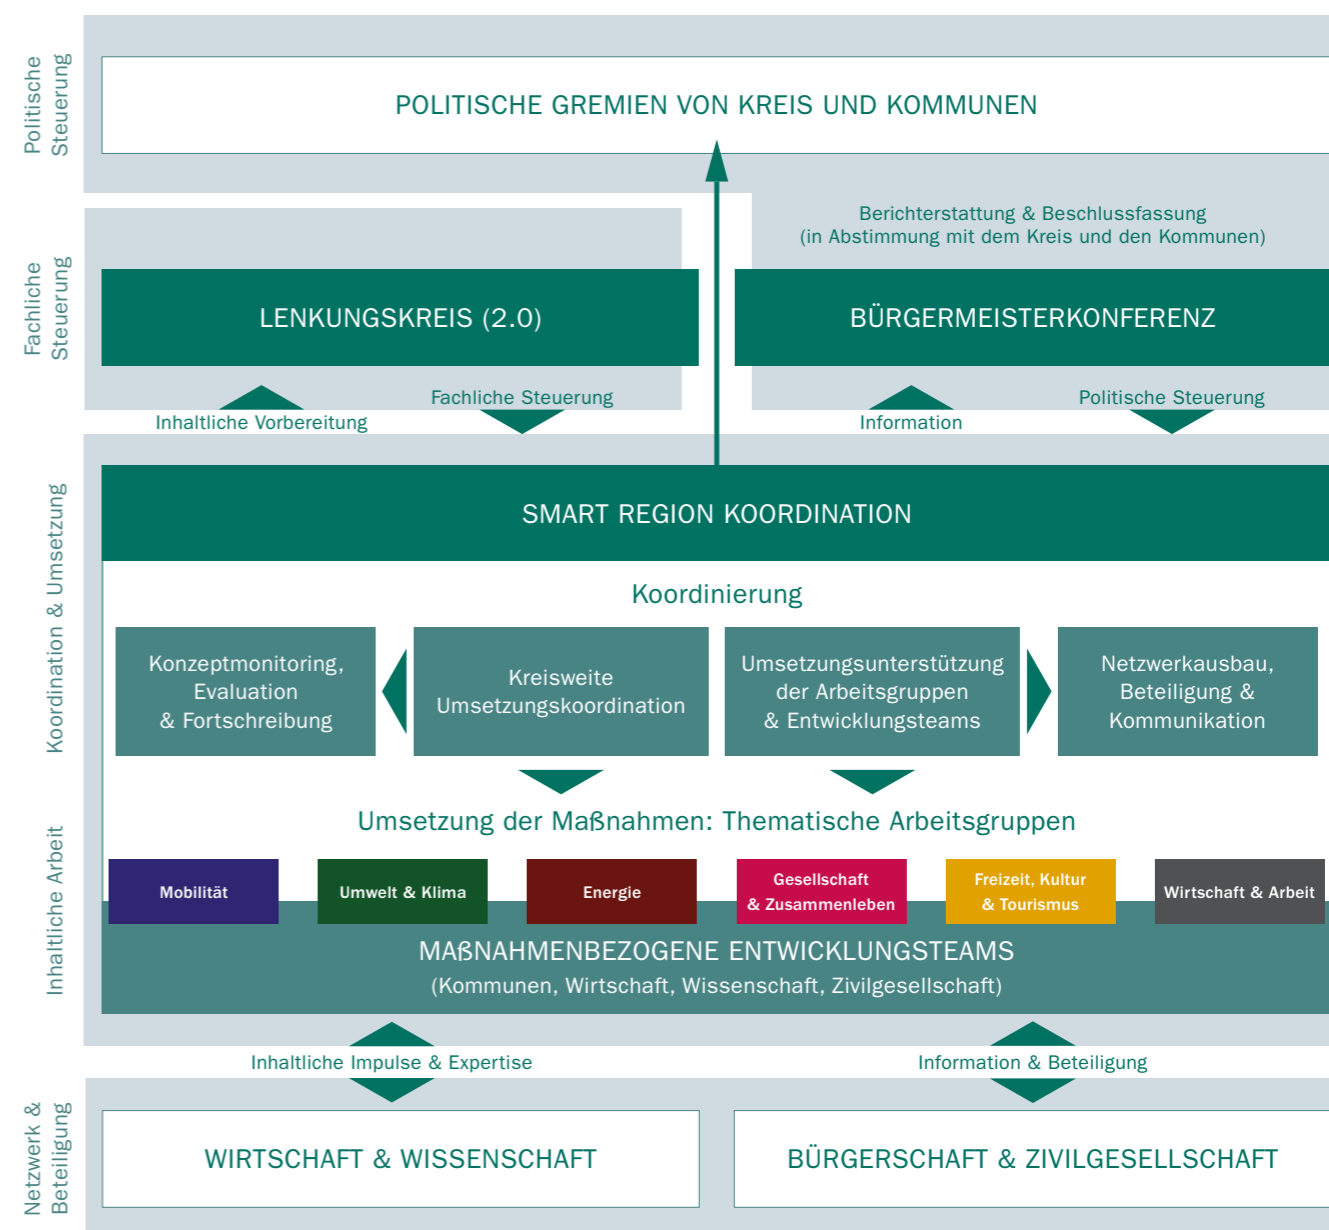 Politische
Steuerung
POLITISCHE GREMIEN VON KREIS UND KOMMUNEN
Berichterstattung & Beschlussfassung
(in Abstimmung mit dem Kreis und den Kommunen)
Fachliche
Steuerung
LENKUNGSKREIS (2.0)
BÜRGERMEISTERKONFERENZ
Inhaltliche Vorbereitung
Fachliche Steuerung
Information
Politische Steuerung
Koordination & Umsetzung
SMART REGION KOORDINATION
Koordinierung
Konzeptmonitoring,
Evaluation
& Fortschreibung
Kreisweite
Umsetzungskoordination
Umsetzungsunterstützung
der Arbeitsgruppen
& Entwicklungsteams
Netzwerkausbau,
Beteiligung &
Kommunikation
Inhaltliche Arbeit
Umsetzung der Maßnahmen: Thematische Arbeitsgruppen
Mobilität
Umwelt & Klima
Energie
Gesellschaft
& Zusammenleben
Freizeit, Kultur
& Tourismus
Wirtschaft & Arbeit
MAßNAHMENBEZOGENE ENTWICKLUNGSTEAMS
(Kommunen, Wirtschaft, Wissenschaft, Zivilgesellschaft)
Inhaltliche Impulse & Expertise
Information & Beteiligung
Netzwerk &
Beteiligung
WIRTSCHAFT & WISSENSCHAFT
BÜRGERSCHAFT & ZIVILGESELLSCHAFT